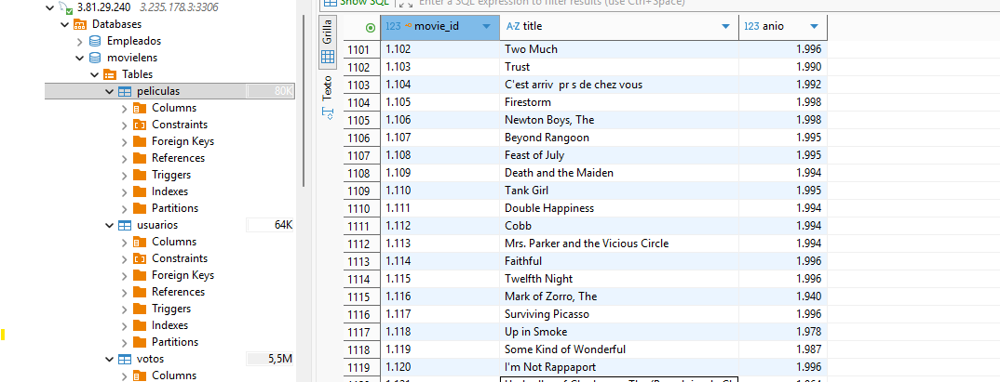 3.81.29.240 3.235.178.3:3306
Databases
Empleados
movielens
Tables
peliculas 80K
Columns
Constraints
Foreign Keys
References
Triggers
Indexes
Partitions
usuarios 64K
Columns
Constraints
Foreign Keys
References
Triggers
Indexes
Partitions
votos 5,5M
Columns
Show SQL Enter a SQL expression to filter results (use Ctrl+Space)
Grilla
Texto
123 movie_id A-Z title 123 anio
1101 1.102 Two Much 1.996
1102 1.103 Trust 1.990
1103 1.104 C'est arriv pr s de chez vous 1.992
1104 1.105 Firestorm 1.998
1105 1.106 Newton Boys, The 1.998
1106 1.107 Beyond Rangoon 1.995
1107 1.108 Feast of July 1.995
1108 1.109 Death and the Maiden 1.994
1109 1.110 Tank Girl 1.995
1110 1.111 Double Happiness 1.994
1111 1.112 Cobb 1.994
1112 1.113 Mrs. Parker and the Vicious Circle 1.994
1113 1.114 Faithful 1.996
1114 1.115 Twelfth Night 1.996
1115 1.116 Mark of Zorro, The 1.940
1116 1.117 Surviving Picasso 1.996
1117 1.118 Up in Smoke 1.978
1118 1.119 Some Kind of Wonderful 1.987
1119 1.120 I'm Not Rappaport 1.996